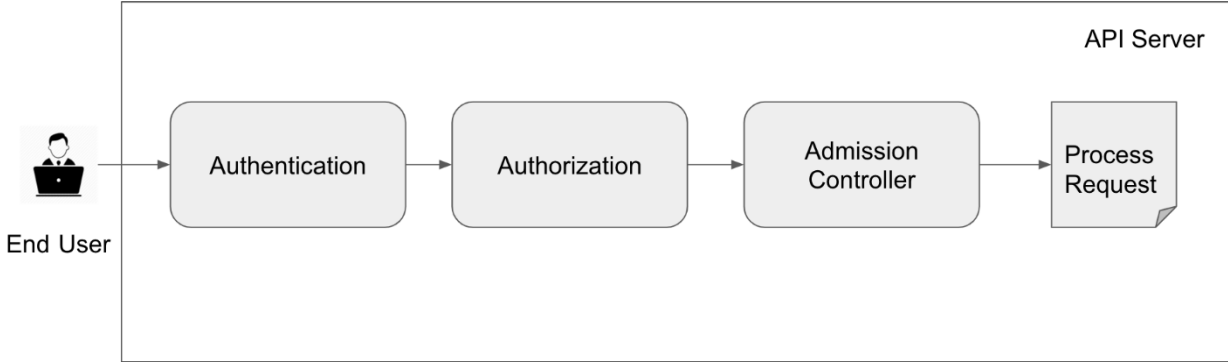 API Server
Authentication
Authorization
Admission
Controller
Process
Request
End User